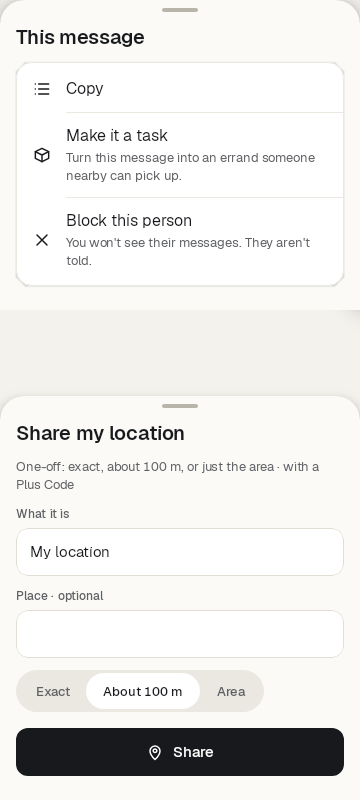 This message
Copy
Make it a task
Turn this message into an errand someone
nearby can pick up.
Block this person
You won't see their messages. They aren't
told.
Share my location
One-off: exact, about 100 m, or just the area · with a
Plus Code
What it is
My location
Place · optional
Exact
About 100 m
Area
Share